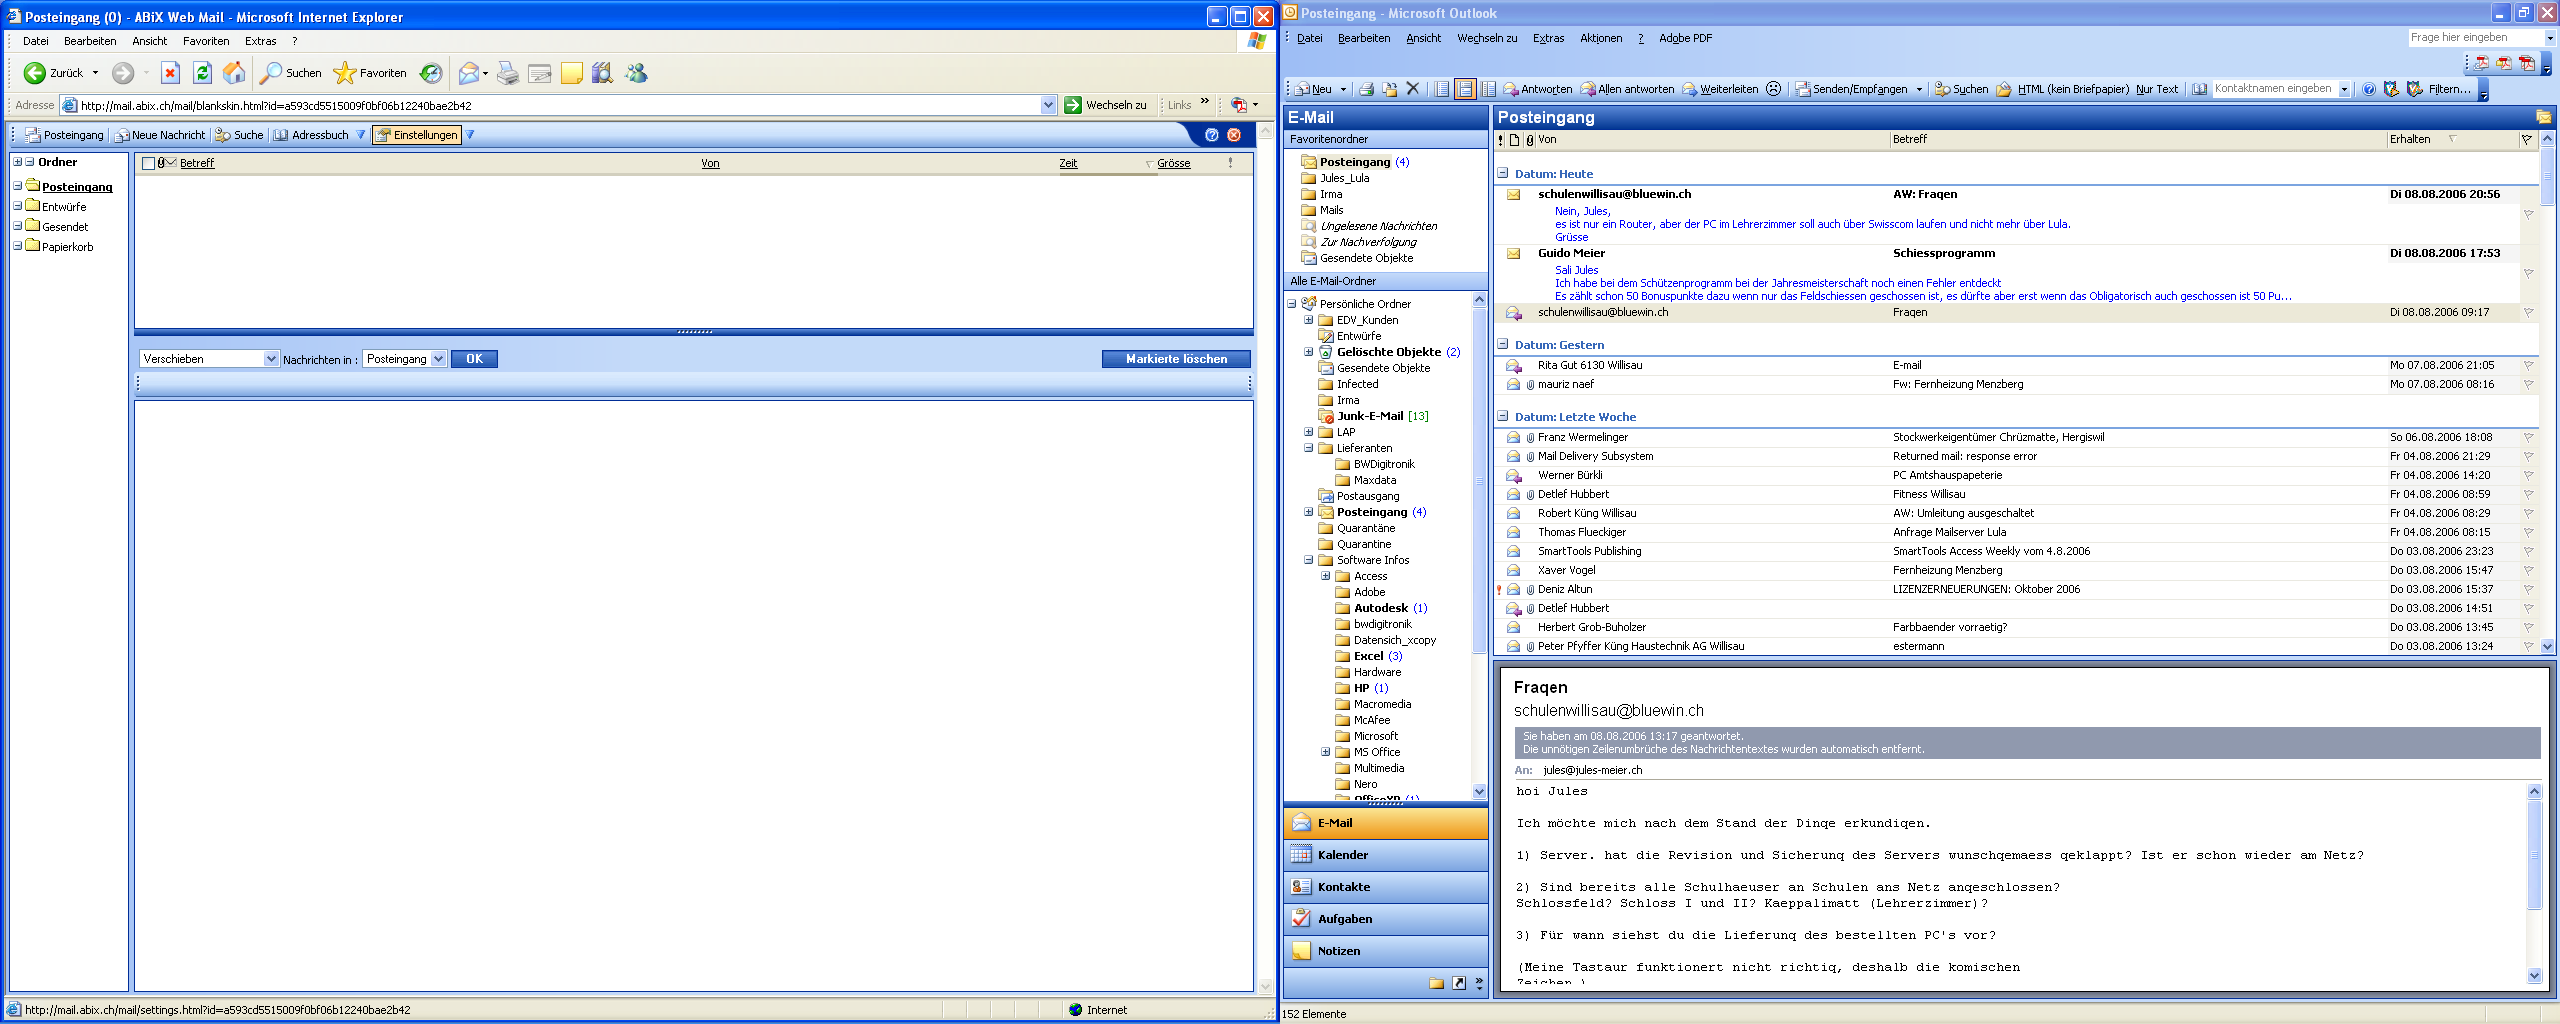 Posteingang (0) - ABiX Web Mail - Microsoft Internet Explorer
Datei Bearbeiten Ansicht Favoriten Extras ?
Zurück Suchen Favoriten
Adresse http://mail.abix.ch/mail/blankskin.html?id=a593cd5515009f0bf06b12240bae2b42 Wechseln zu Links »
Posteingang Neue Nachricht Suche Adressbuch Einstellungen
Ordner
Posteingang
Entwürfe
Gesendet
Papierkorb
Betreff Von Zeit Grösse !
Verschieben Nachrichten in : Posteingang OK Markierte löschen
http://mail.abix.ch/mail/settings.html?id=a593cd5515009f0bf06b12240bae2b42 Internet
Posteingang - Microsoft Outlook
Datei Bearbeiten Ansicht Wechseln zu Extras Aktionen ? Adobe PDF Frage hier eingeben
Neu Antworten Allen antworten Weiterleiten Senden/Empfangen Suchen HTML (kein Briefpapier) Nur Text Kontaktnamen eingeben Filtern...
E-Mail
Favoritenordner
Posteingang (4)
Jules_Lula
Irma
Mails
Ungelesene Nachrichten
Zur Nachverfolgung
Gesendete Objekte
Alle E-Mail-Ordner
Persönliche Ordner
EDV_Kunden
Entwürfe
Gelöschte Objekte (2)
Gesendete Objekte
Infected
Irma
Junk-E-Mail [13]
LAP
Lieferanten
BWDigitronik
Maxdata
Postausgang
Posteingang (4)
Quarantäne
Quarantine
Software Infos
Access
Adobe
Autodesk (1)
bwdigitronik
Datensich_xcopy
Excel (3)
Hardware
HP (1)
Macromedia
McAfee
Microsoft
MS Office
Multimedia
Nero
OfficeXP (1)
E-Mail
Kalender
Kontakte
Aufgaben
Notizen
»
152 Elemente
Posteingang
! Von Betreff Erhalten
Datum: Heute
schulenwillisau@bluewin.ch AW: Fragen Di 08.08.2006 20:56
Nein, Jules,
es ist nur ein Router, aber der PC im Lehrerzimmer soll auch über Swisscom laufen und nicht mehr über Lula.
Grüsse
Guido Meier Schiessprogramm Di 08.08.2006 17:53
Sali Jules
Ich habe bei dem Schützenprogramm bei der Jahresmeisterschaft noch einen Fehler entdeckt
Es zählt schon 50 Bonuspunkte dazu wenn nur das Feldschiessen geschossen ist, es dürfte aber erst wenn das Obligatorisch auch geschossen ist 50 Pu...
schulenwillisau@bluewin.ch Fragen Di 08.08.2006 09:17
Datum: Gestern
Rita Gut 6130 Willisau E-mail Mo 07.08.2006 21:05
mauriz naef Fw: Fernheizung Menzberg Mo 07.08.2006 08:16
Datum: Letzte Woche
Franz Wermelinger Stockwerkeigentümer Chrüzmatte, Hergiswil So 06.08.2006 18:08
Mail Delivery Subsystem Returned mail: response error Fr 04.08.2006 21:29
Werner Bürkli PC Amtshauspapeterie Fr 04.08.2006 14:20
Detlef Hubbert Fitness Willisau Fr 04.08.2006 08:59
Robert Küng Willisau AW: Umleitung ausgeschaltet Fr 04.08.2006 08:29
Thomas Flueckiger Anfrage Mailserver Lula Fr 04.08.2006 08:15
SmartTools Publishing SmartTools Access Weekly vom 4.8.2006 Do 03.08.2006 23:23
Xaver Vogel Fernheizung Menzberg Do 03.08.2006 15:47
! Deniz Altun LIZENZERNEUERUNGEN: Oktober 2006 Do 03.08.2006 15:37
Detlef Hubbert Do 03.08.2006 14:51
Herbert Grob-Buholzer Farbbaender vorraetig? Do 03.08.2006 13:45
Peter Pfyffer Küng Haustechnik AG Willisau estermann Do 03.08.2006 13:24
Fragen
schulenwillisau@bluewin.ch
Sie haben am 08.08.2006 13:17 geantwortet.
Die unnötigen Zeilenumbrüche des Nachrichtentextes wurden automatisch entfernt.
An: jules@jules-meier.ch
hoi Jules
Ich möchte mich nach dem Stand der Dinge erkundigen.
1) Server. hat die Revision und Sicherung des Servers wunschgemaess geklappt? Ist er schon wieder am Netz?
2) Sind bereits alle Schulhaeuser an Schulen ans Netz angeschlossen?
Schlossfeld? Schloss I und II? Kaeppalimatt (Lehrerzimmer)?
3) Für wann siehst du die Lieferung des bestellten PC's vor?
(Meine Tastaur funktionert nicht richtig, deshalb die komischen
Zeichen.)